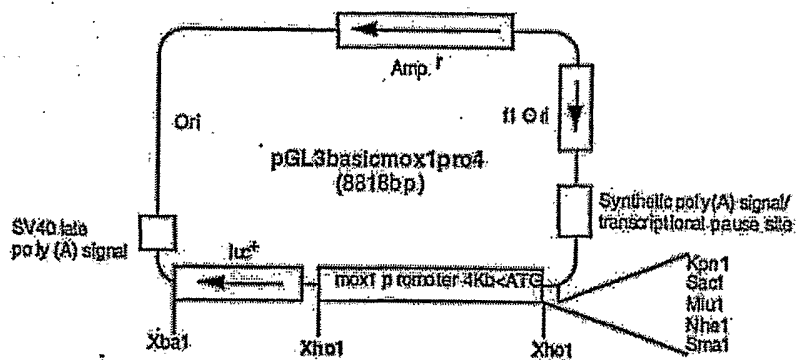 Amp. r
f1 Ori
Ori
pGL3basicmox1pro4
(8818bp)
Synthetic poly(A) signal/
transcriptional pause site
SV40 late
poly (A) signal
luc+
mox1 promoter 4Kb<ATG
Kpn1
Sac1
Mlu1
Nhe1
Sma1
Xba1
Xho1
Xho1